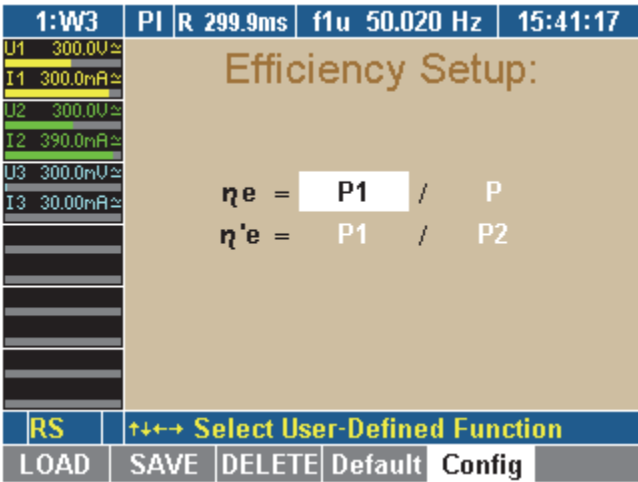 1:W3 PI R 299.9ms f1u 50.020 Hz 15:41:17
U1 300.0V≃
I1 300.0mA≃
U2 300.0V≃
I2 390.0mA≃
U3 300.0mV≃
I3 30.00mA≃
Efficiency Setup:
ηe = P1 / P
η'e = P1 / P2
RS ↑↓←→ Select User-Defined Function
LOAD SAVE DELETE Default Config